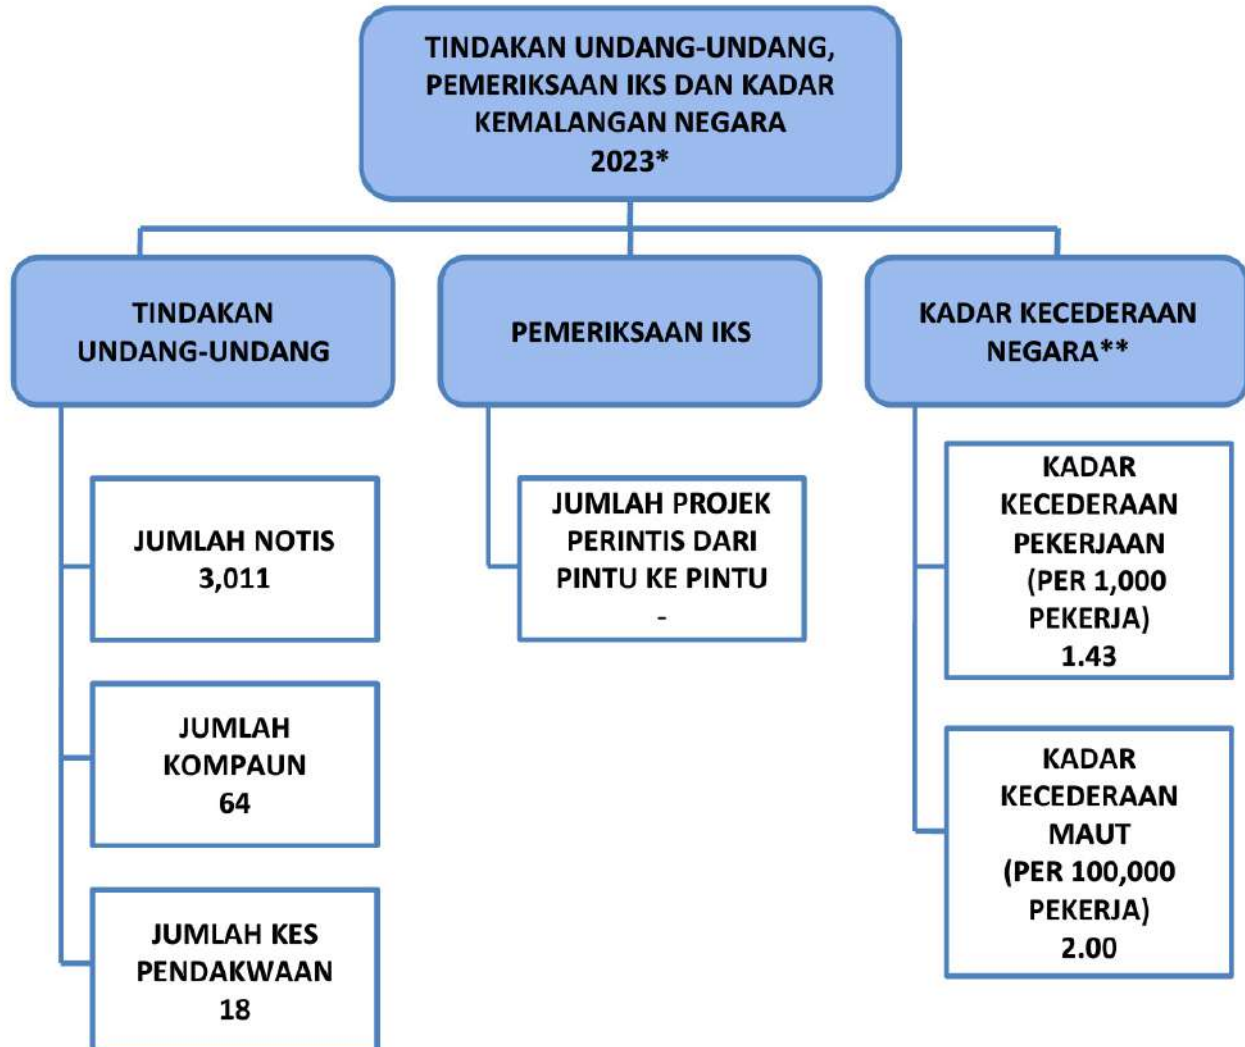 TINDAKAN UNDANG-UNDANG,
PEMERIKSAAN IKS DAN KADAR
KEMALANGAN NEGARA
2023*
TINDAKAN
UNDANG-UNDANG
JUMLAH NOTIS
3,011
JUMLAH
KOMPAUN
64
JUMLAH KES
PENDAKWAAN
18
PEMERIKSAAN IKS
JUMLAH PROJEK
PERINTIS DARI
PINTU KE PINTU
-
KADAR KECEDERAAN
NEGARA**
KADAR
KECEDERAAN
PEKERJAAN
(PER 1,000
PEKERJA)
1.43
KADAR
KECEDERAAN
MAUT
(PER 100,000
PEKERJA)
2.00